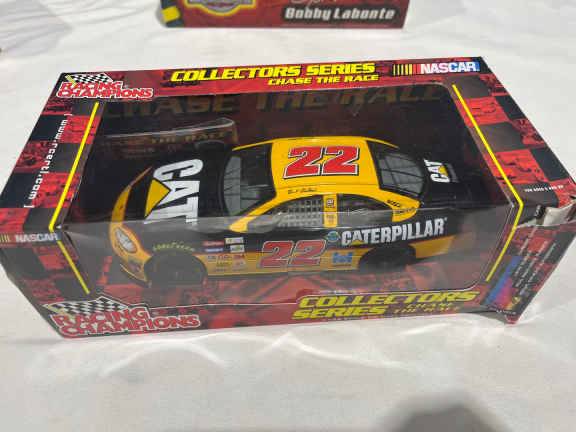 Bobby Labonte
COLLECTORS SERIES
CHASE THE RACE
NASCAR
RACING
CHAMPIONS
CHASE THE RACE
22
CAT
CAT
CATERPILLAR
22
GOODYEAR
NASCAR
RACING
CHAMPIONS
COLLECTORS
SERIES
THE RACE